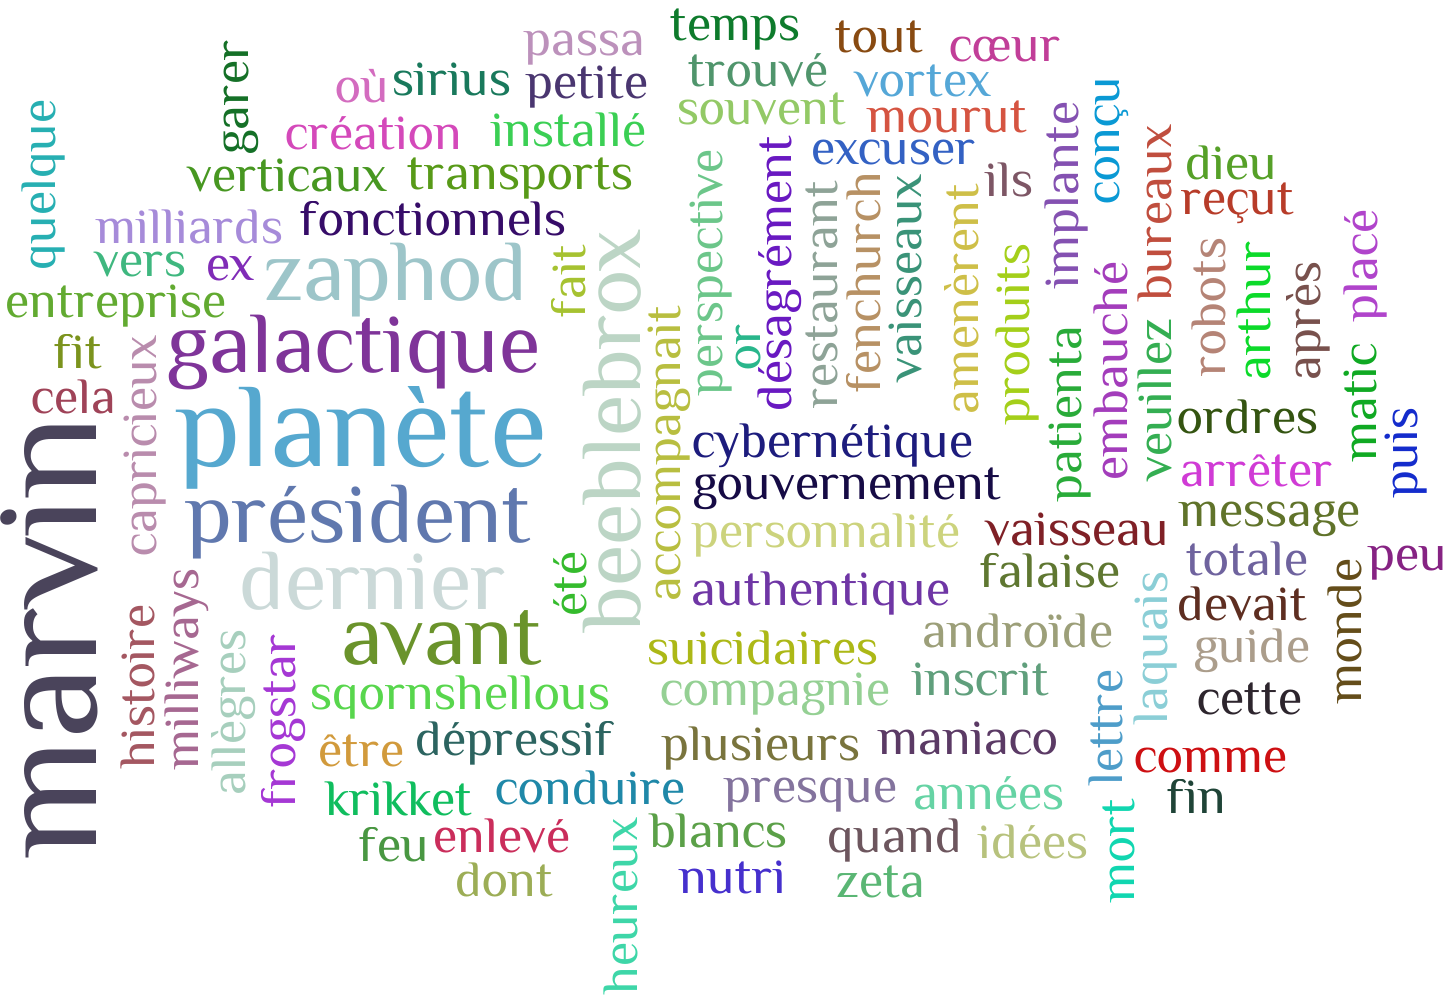 temps
tout
cœur
passa
garer
où
sirius
petite
trouvé
vortex
souvent
mourut
quelque
création
installé
excuser
implante
conçu
bureaux
dieu
verticaux
transports
ils
reçut
milliards
fonctionnels
perspective
désagrément
restaurant
fenchurch
vaisseaux
amenèrent
vers
ex
zaphod
fait
beeblebrox
produits
embauché
robots
arthur
après
placé
entreprise
galactique
accompagnait
or
patienta
veuillez
matic
fit
capricieux
cela
planète
ordres
puis
marvim
cybernétique
arrêter
président
gouvernement
message
personnalité
vaisseau
totale
peu
dernier
été
authentique
falaise
laquais
devait
monde
histoire
milliways
allègres
frogstar
avant
suicidaires
androïde
guide
sqornshellous
compagnie
inscrit
lettre
cette
être
dépressif
plusieurs
maniaco
comme
krikket
conduire
presque
années
fin
feu
enlevé
heureux
blancs
quand
idées
mort
dont
nutri
zeta